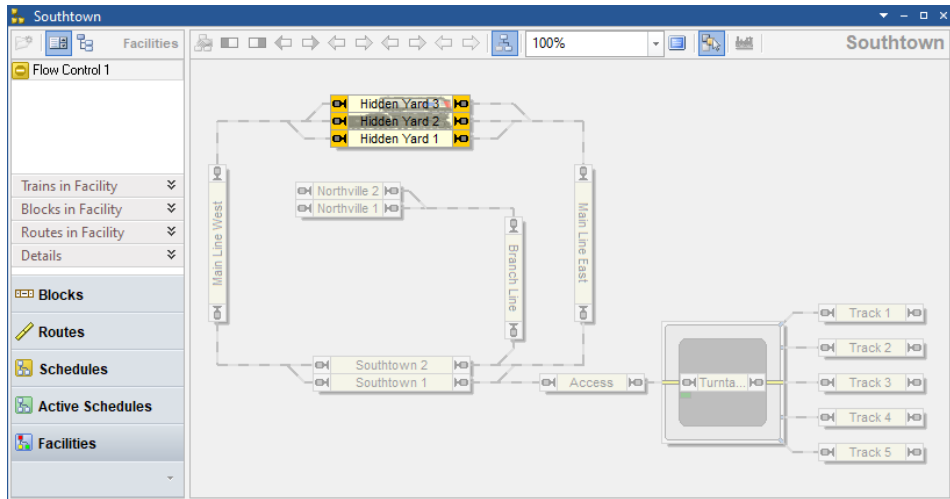 Southtown
Facilities
100%
Southtown
Flow Control 1
Trains in Facility
Blocks in Facility
Routes in Facility
Details
Blocks
Routes
Schedules
Active Schedules
Facilities
Hidden Yard 3
Hidden Yard 2
Hidden Yard 1
Northville 2
Northville 1
Main Line West
Branch Line
Main Line East
Southtown 2
Southtown 1
Access
Turnta...
Track 1
Track 2
Track 3
Track 4
Track 5